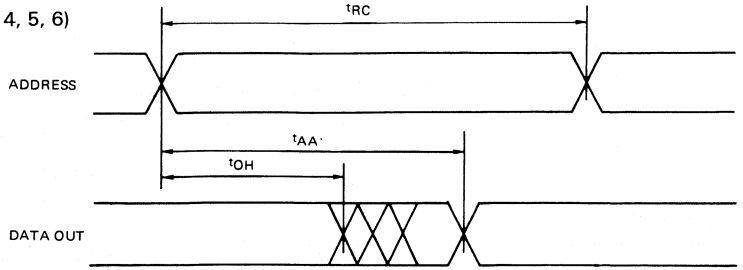 4, 5, 6)
tRC
ADDRESS
tAA
tOH
DATA OUT